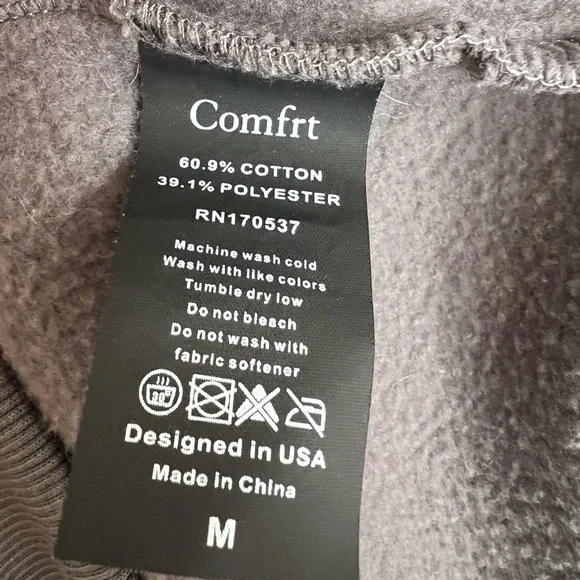 Comfrt
60.9% COTTON
39.1% POLYESTER
RN170537
Machine wash cold
Wash with like colors
Tumble dry low
Do not bleach
Do not wash with
fabric softener
30°
Designed in USA
Made in China
M